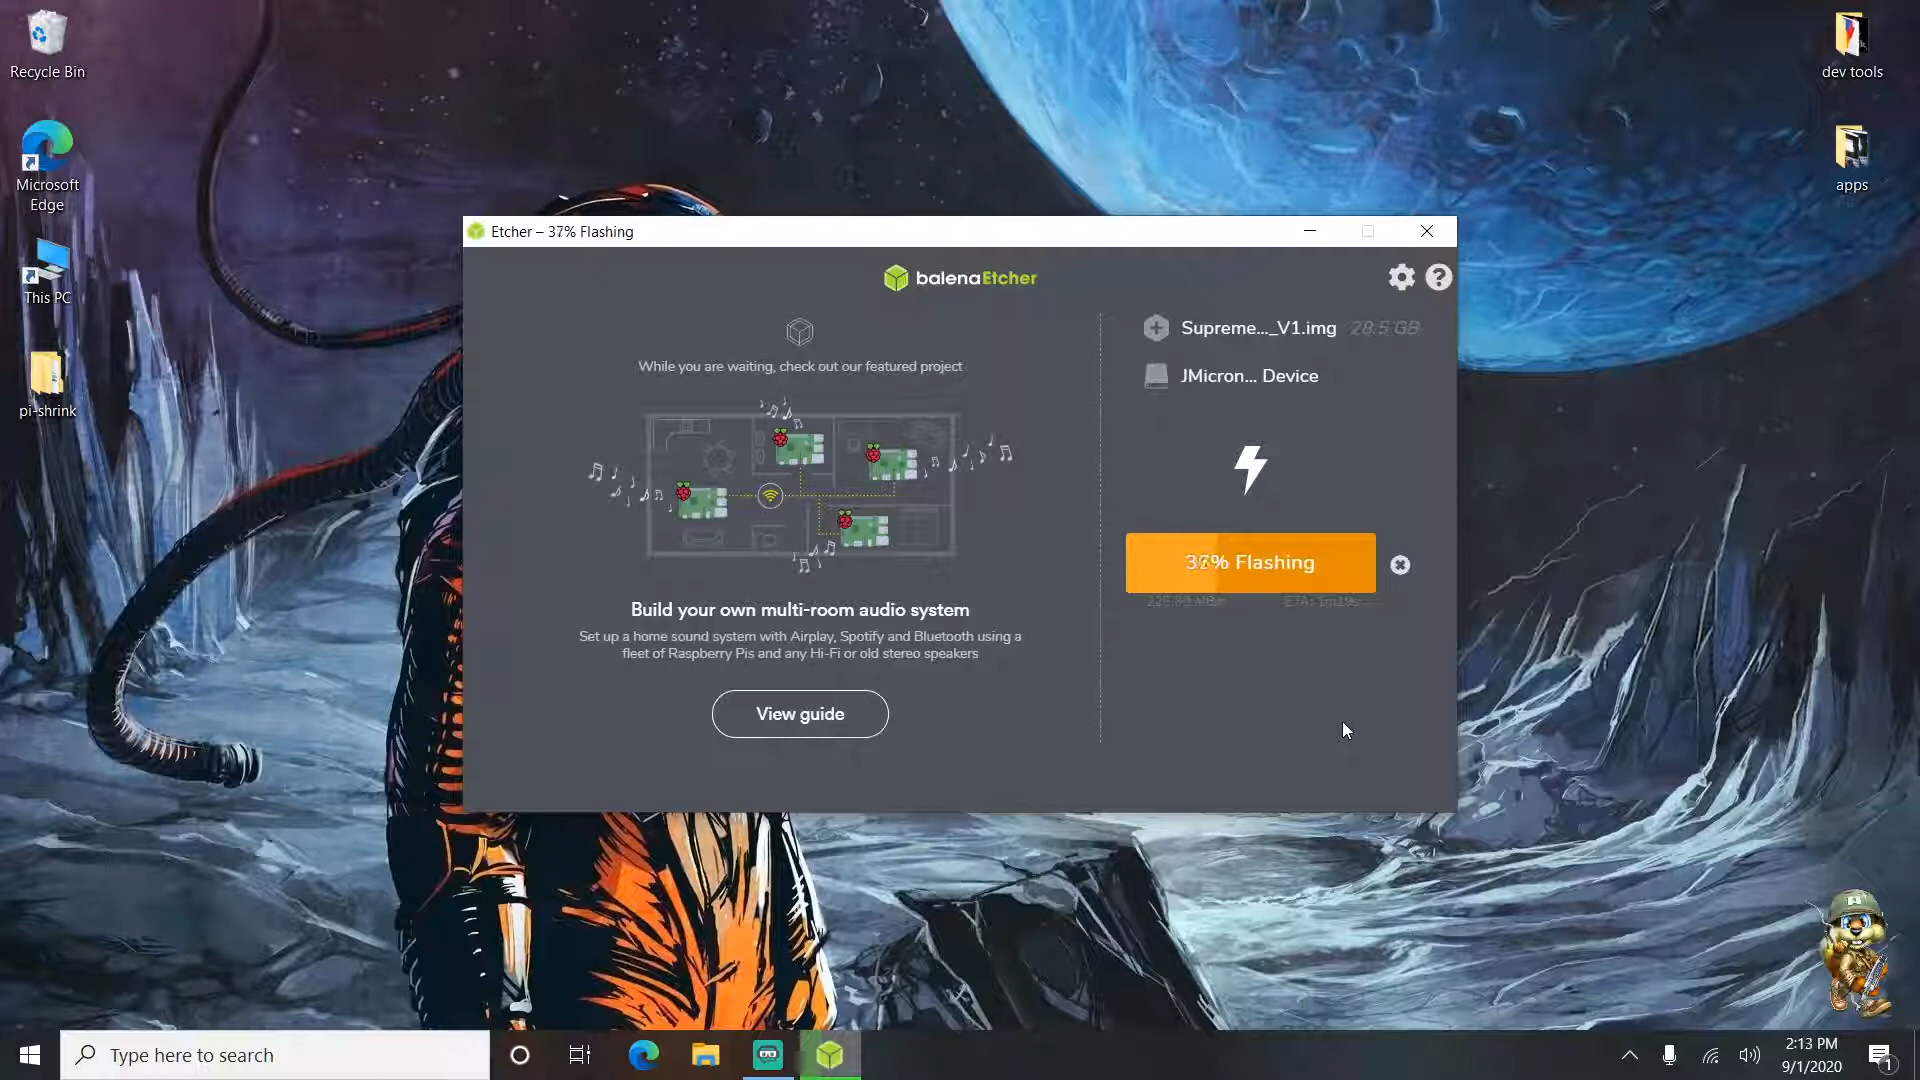 Recycle Bin
Microsoft
Edge
This PC
pi-shrink
dev tools
apps
Etcher – 37% Flashing
balenaEtcher
While you are waiting, check out our featured project
Build your own multi-room audio system
Set up a home sound system with Airplay, Spotify and Bluetooth using a
fleet of Raspberry Pis and any Hi-Fi or old stereo speakers
View guide
Supreme..._V1.img 28.5 GB
JMicron... Device
37% Flashing
Type here to search
2:13 PM
9/1/2020
1